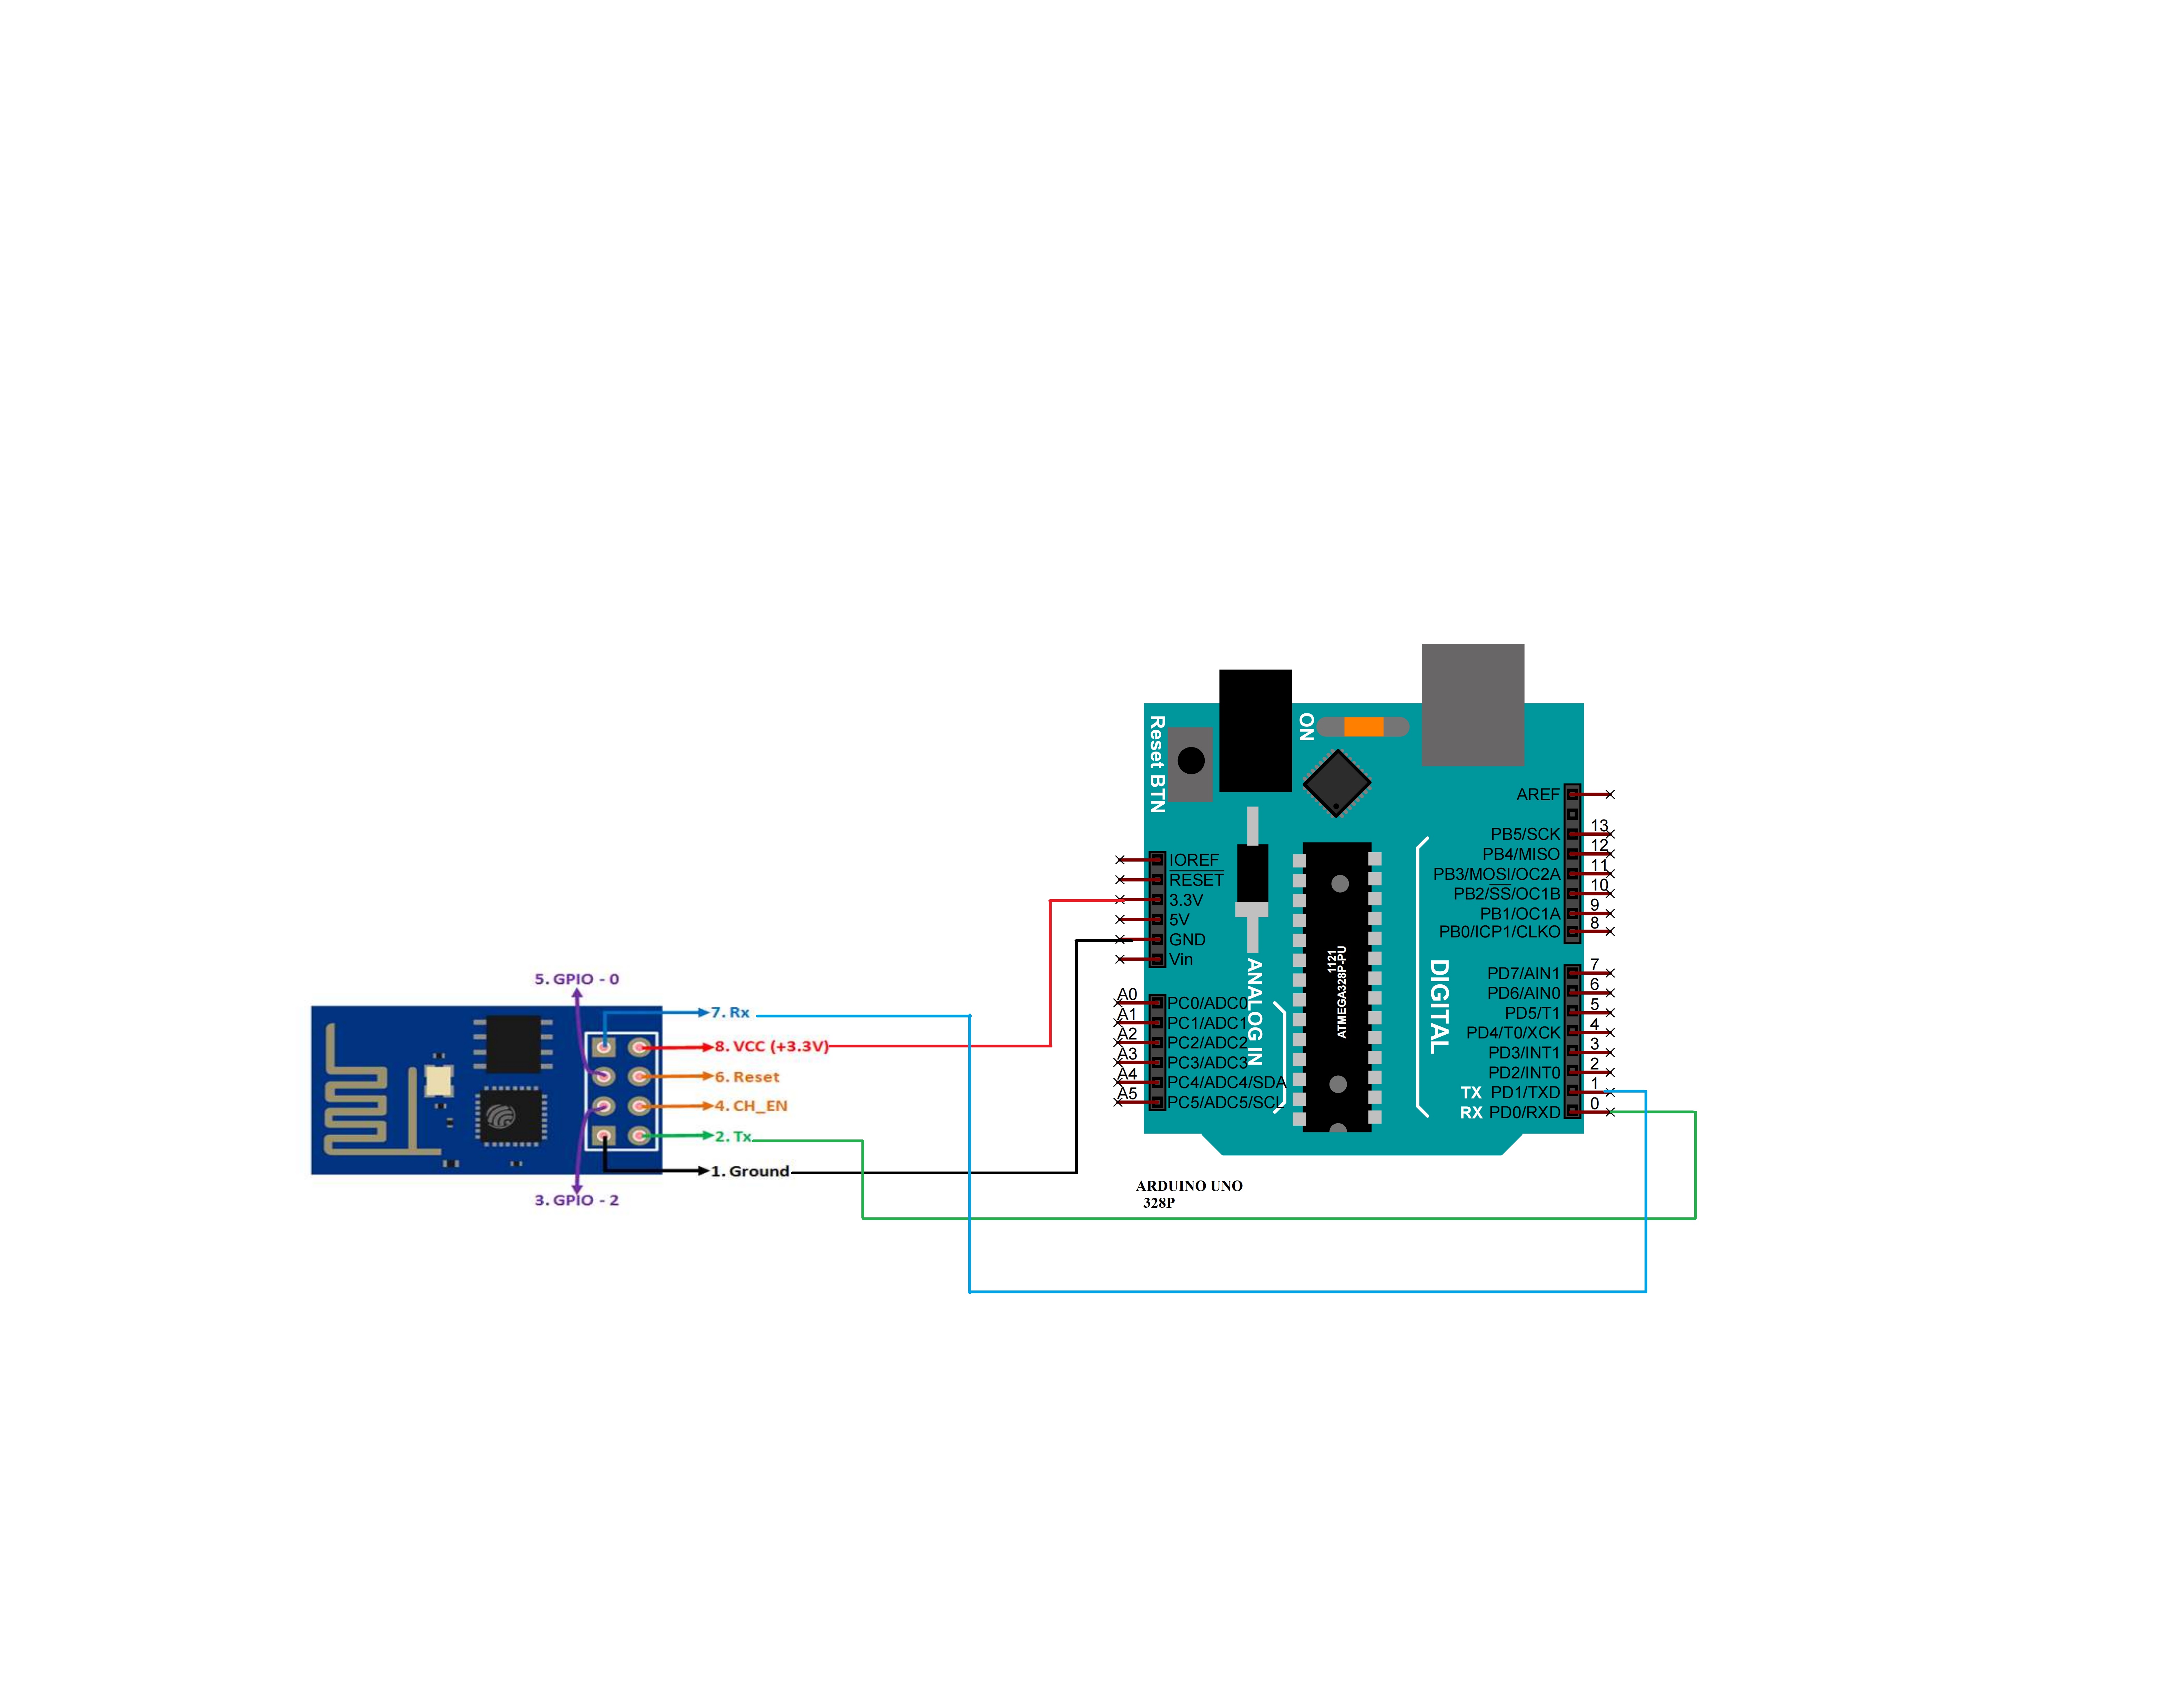 5. GPIO - 0
7. Rx
8. VCC (+3.3V)
6. Reset
4. CH_EN
2. Tx
1. Ground
3. GPIO - 2
Reset BTN
ON
IOREF
RESET
3.3V
5V
GND
Vin
A0 PC0/ADC0
A1 PC1/ADC1
A2 PC2/ADC2
A3 PC3/ADC3
A4 PC4/ADC4/SDA
A5 PC5/ADC5/SCL
ANALOG IN
1121
ATMEGA328P-PU
DIGITAL
AREF
PB5/SCK 13
PB4/MISO 12
PB3/MOSI/OC2A 11
PB2/SS/OC1B 10
PB1/OC1A 9
PB0/ICP1/CLKO 8
PD7/AIN1 7
PD6/AIN0 6
PD5/T1 5
PD4/T0/XCK 4
PD3/INT1 3
PD2/INT0 2
TX PD1/TXD 1
RX PD0/RXD 0
ARDUINO UNO
328P